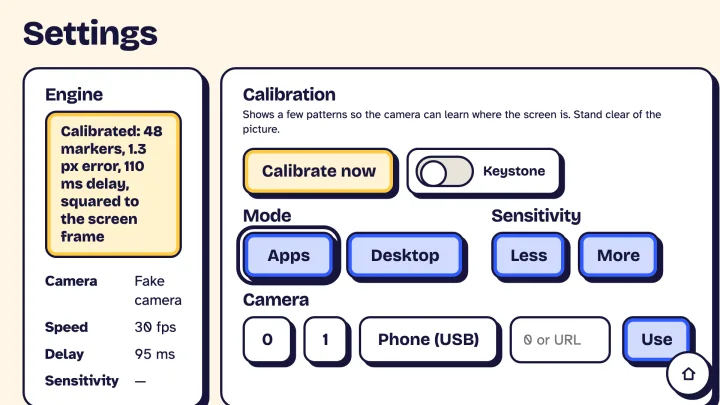 Settings
Engine
Calibrated: 48
markers, 1.3
px error, 110
ms delay,
squared to
the screen
frame
Camera Fake
camera
Speed 30 fps
Delay 95 ms
Sensitivity —
Calibration
Shows a few patterns so the camera can learn where the screen is. Stand clear of the
picture.
Calibrate now Keystone
Mode Sensitivity
Apps Desktop Less More
Camera
0 1 Phone (USB) 0 or URL Use